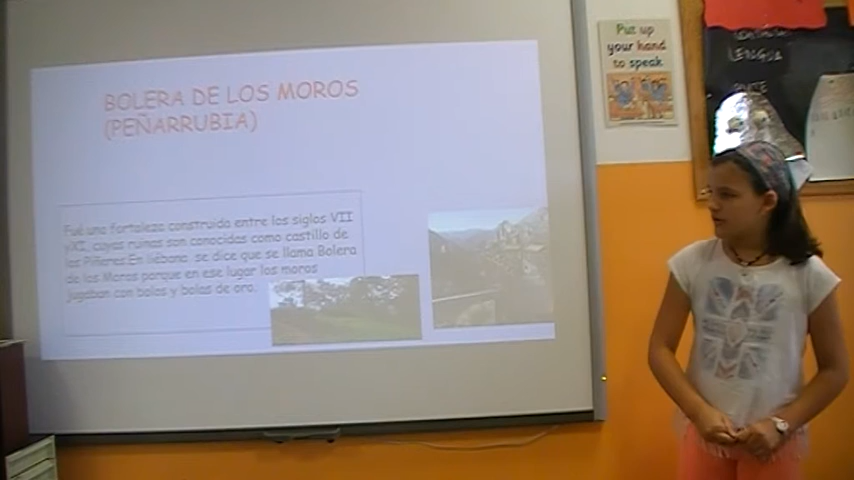 BOLERA DE LOS MOROS
(PEÑARRUBIA)
Fué una fortaleza construida entre los siglos VII
y XI, cuyas ruinas son conocidas como castillo de
los Piñeres.En liébana se dice que se llama Bolera
de los Moros porque en ese lugar los moros
jugaban con bolos y bolas de oro.
Put up
your hand
to speak
LENGUA